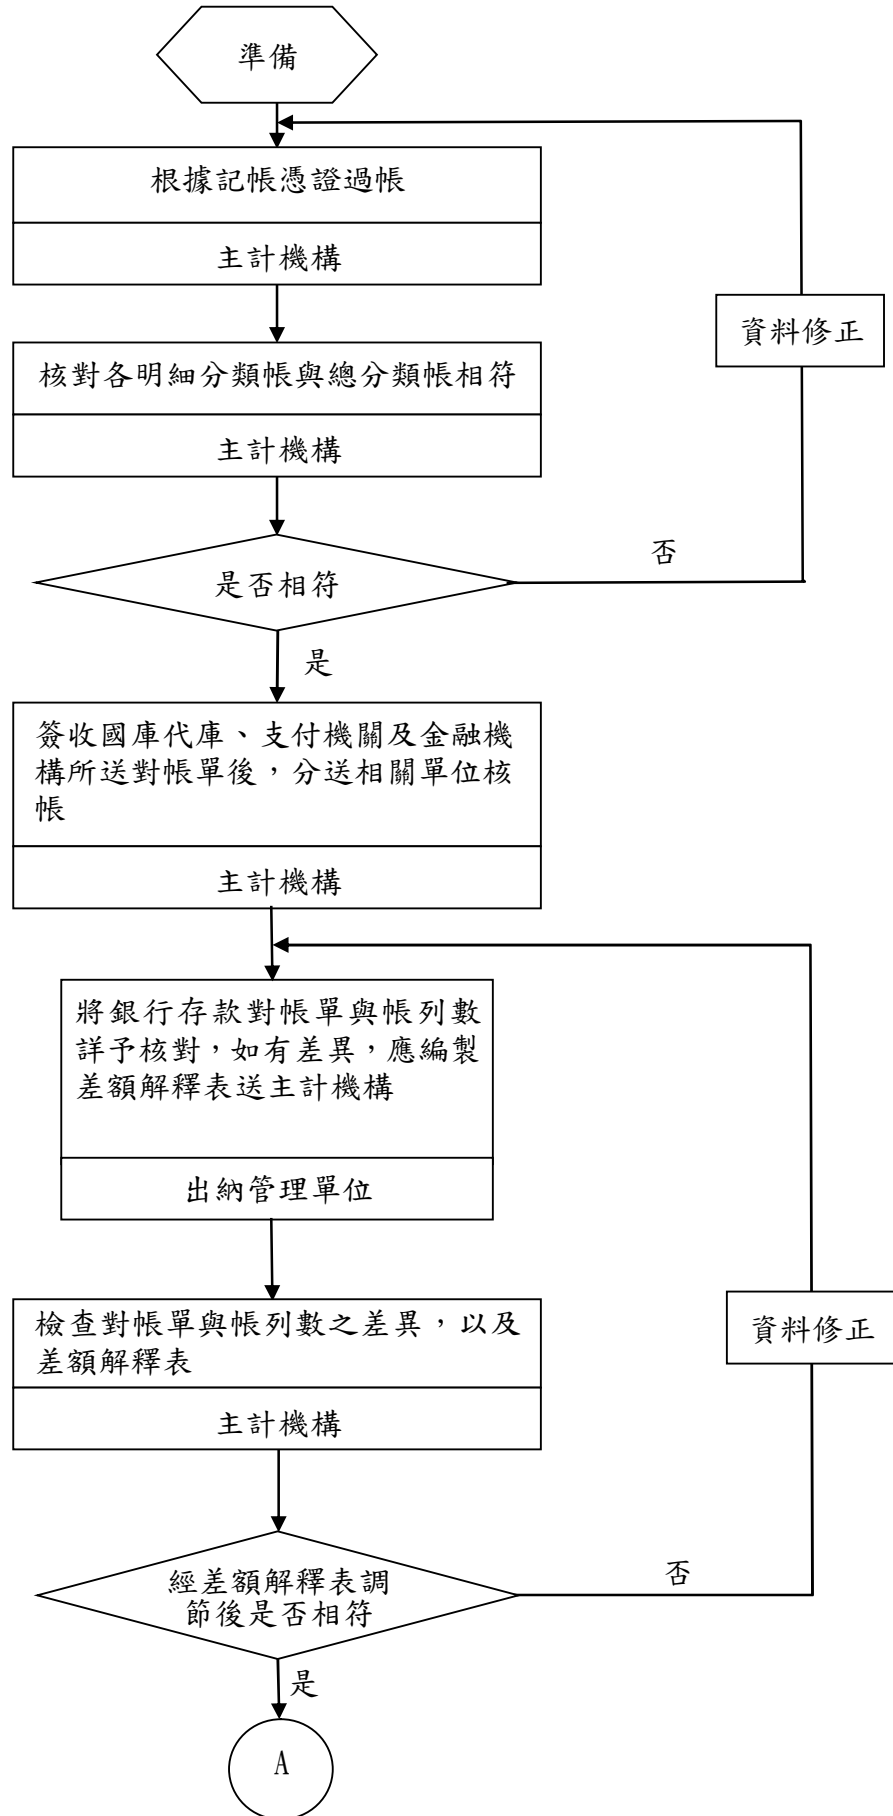 準備
根據記帳憑證過帳
主計機構
資料修正
核對各明細分類帳與總分類帳相符
主計機構
是否相符
否
是
簽收國庫代庫、支付機關及金融機
構所送對帳單後，分送相關單位核
帳
主計機構
將銀行存款對帳單與帳列數
詳予核對，如有差異，應編製
差額解釋表送主計機構
出納管理單位
檢查對帳單與帳列數之差異，以及
差額解釋表
主計機構
資料修正
經差額解釋表調
節後是否相符
否
是
A